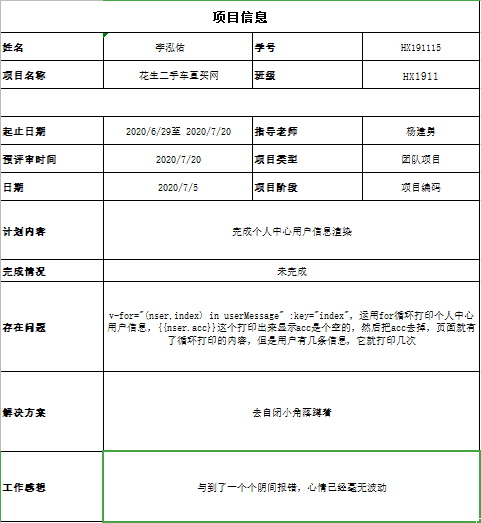 项目信息
姓名 李泓佑 学号 HX191115
项目名称 花生二手车直买网 班级 HX1911
起止日期 2020/6/29至 2020/7/20 指导老师 杨建勇
预评审时间 2020/7/20 项目类型 团队项目
日期 2020/7/5 项目阶段 项目编码
计划内容 完成个人中心用户信息渲染
完成情况 未完成
v-for="(nser,index) in userMessage" :key="index", 运用for循环打印个人中心
存在问题 用户信息, {{nser.acc}}这个打印出来显示acc是个空的, 然后把acc去掉, 页面就有
了循环打印的内容, 但是用户有几条信息, 它就打印几次
解决方案 去自闭小角落蹲着
工作感想 与到了一个个阴间报错, 心情已经毫无波动